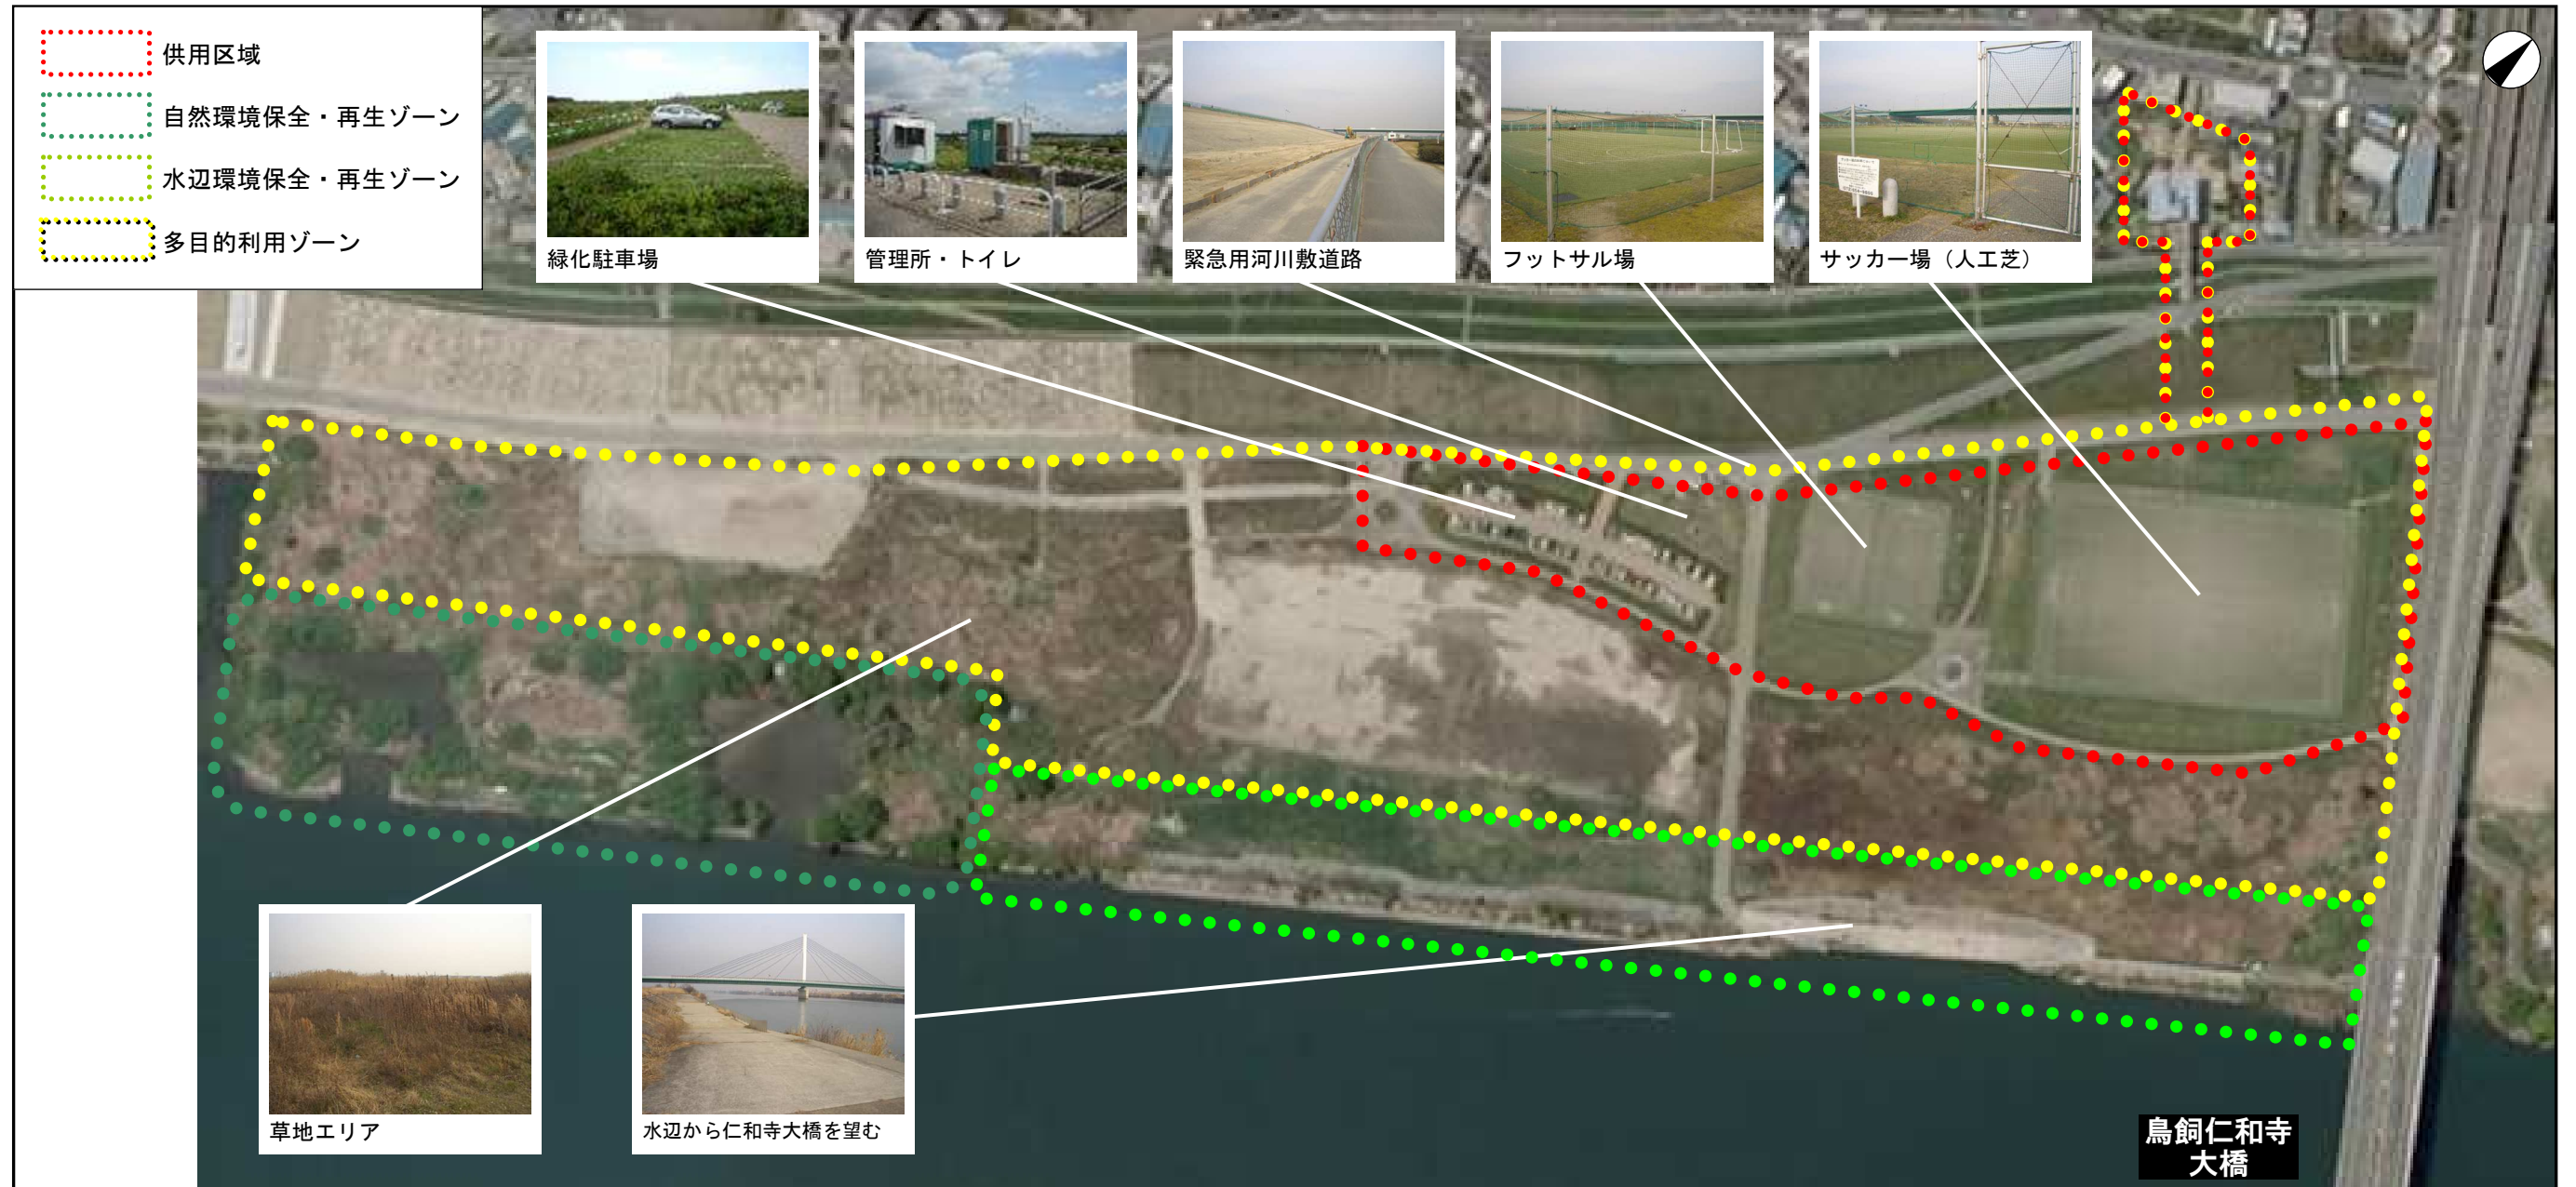 供用区域
自然環境保全・再生ゾーン
水辺環境保全・再生ゾーン
多目的利用ゾーン
緑化駐車場
管理所・トイレ
緊急用河川敷道路
フットサル場
サッカー場（人工芝）
草地エリア
水辺から仁和寺大橋を望む
鳥飼仁和寺
大橋